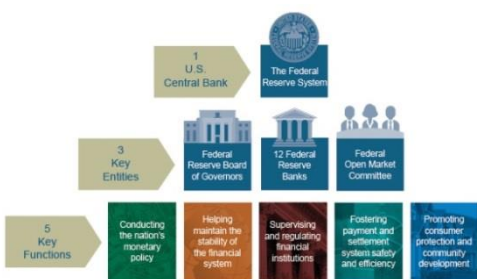 1
U.S.
Central Bank
The Federal
Reserve System
3
Key
Entities
Federal
Reserve Board
of Governors
12 Federal
Reserve
Banks
Federal
Open Market
Committee
5
Key
Functions
Conducting
the nation's
monetary
policy
Helping
maintain the
stability of
the financial
system
Supervising
and regulating
financial
institutions
Fostering
payment and
settlement
system safety
and efficiency
Promoting
consumer
protection and
community
development